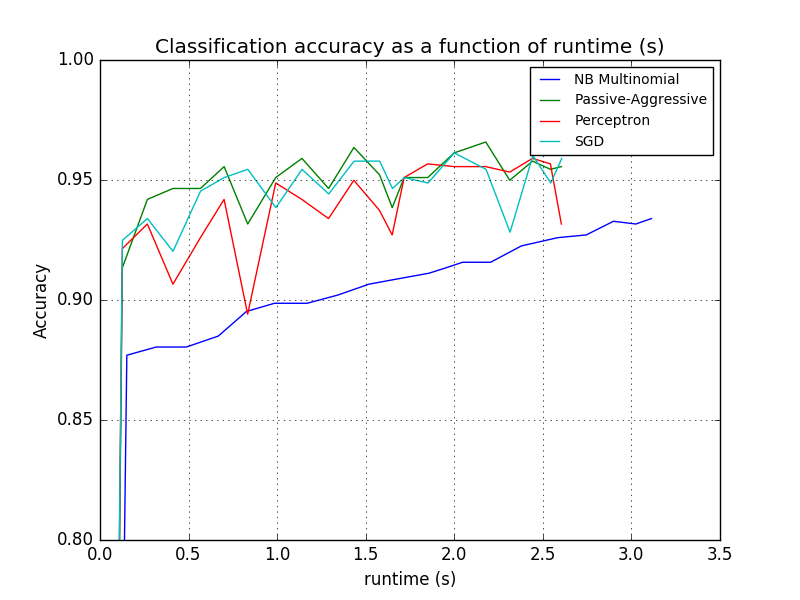 Classification accuracy as a function of runtime (s)
1.00
0.95
0.90
0.85
0.80
Accuracy
NB Multinomial
Passive-Aggressive
Perceptron
SGD
0.0 0.5 1.0 1.5 2.0 2.5 3.0 3.5
runtime (s)